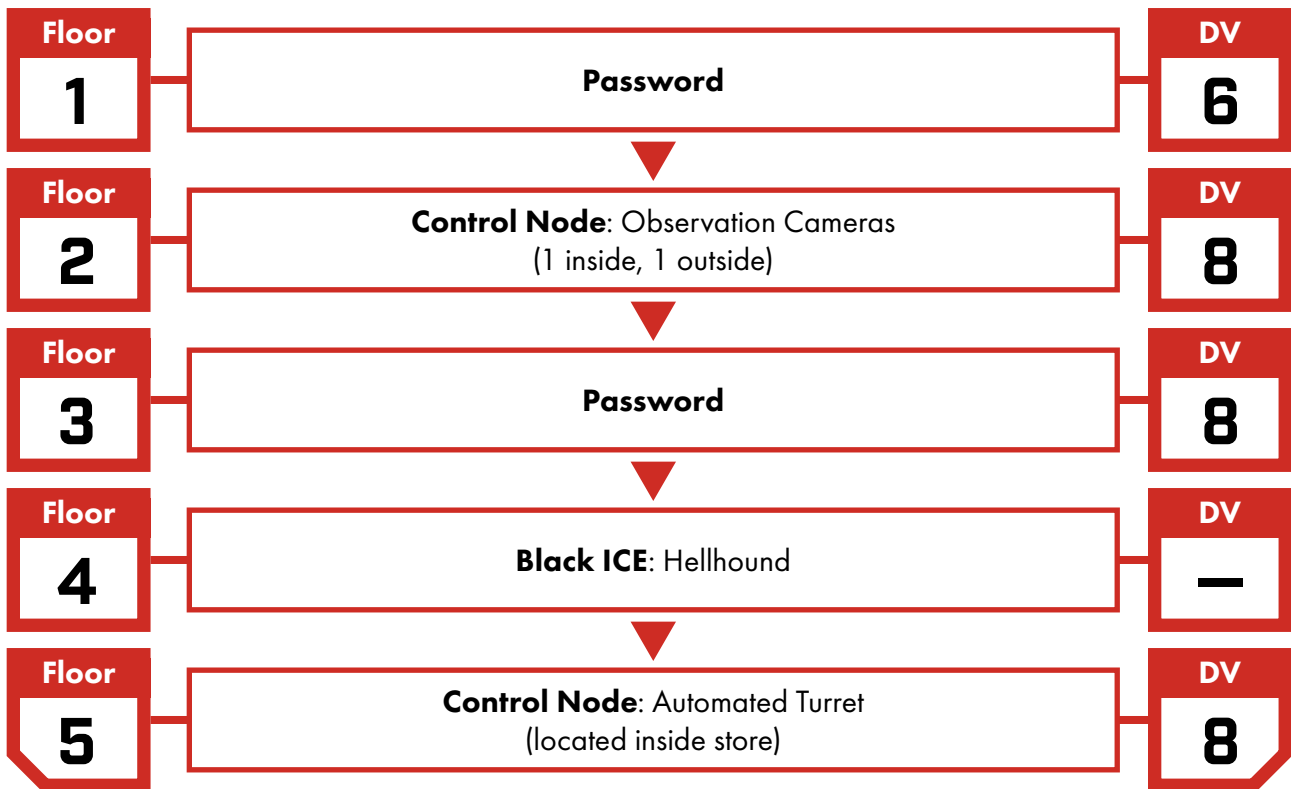 Floor
1
Password
DV
6
Floor
2
Control Node: Observation Cameras
(1 inside, 1 outside)
DV
8
Floor
3
Password
DV
8
Floor
4
Black ICE: Hellhound
DV
—
Floor
5
Control Node: Automated Turret
(located inside store)
DV
8